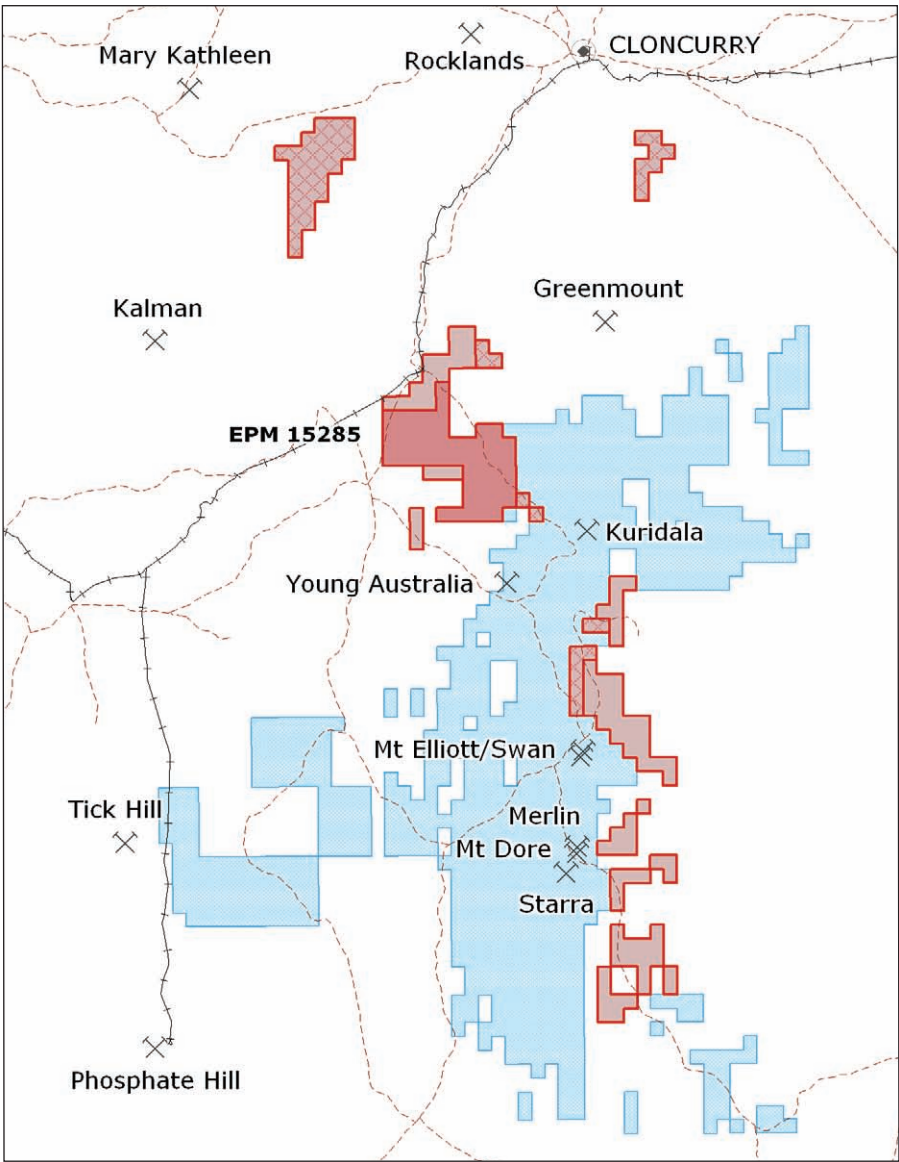 CLONCURRY
Mary Kathleen
Rocklands
Greenmount
Kalman
EPM 15285
Kuridala
Young Australia
Mt Elliott/Swan
Tick Hill
Merlin
Mt Dore
Starra
Phosphate Hill